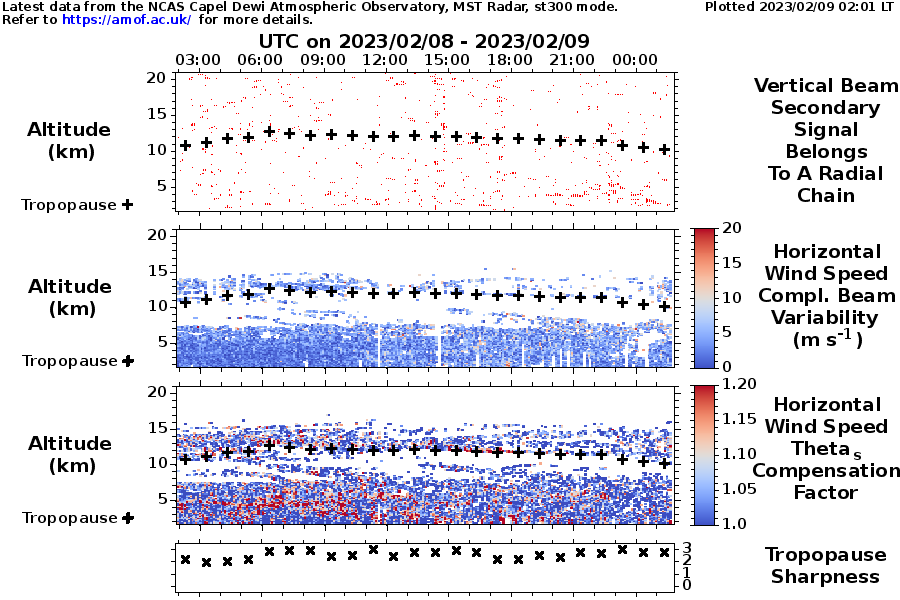 Latest data from the NCAS Capel Dewi Atmospheric Observatory, MST Radar, st300 mode.
Plotted 2023/02/09 02:01 LT
Refer to https://amof.ac.uk/ for more details.
UTC on 2023/02/08 - 2023/02/09
03:00 06:00 09:00 12:00 15:00 18:00 21:00 00:00
20
15
10
5
Altitude
(km)
Tropopause +
Vertical Beam
Secondary
Signal
Belongs
To A Radial
Chain
20
15
10
5
Altitude
(km)
Tropopause +
20
15
10
5
0
Horizontal
Wind Speed
Compl. Beam
Variability
(m s-1)
20
15
10
5
Altitude
(km)
Tropopause +
1.20
1.15
1.10
1.05
1.0
Horizontal
Wind Speed
Theta s
Compensation
Factor
3
2
1
0
Tropopause
Sharpness